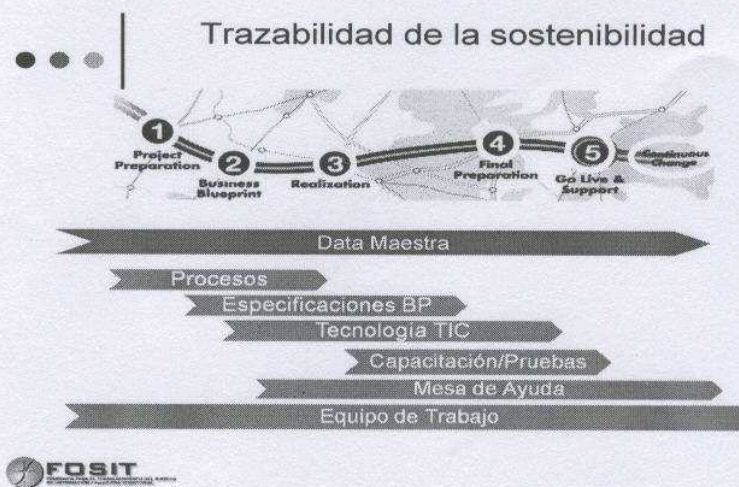 Trazabilidad de la sostenibilidad
1
Project
Preparation
2
Business
Blueprint
3
Realization
4
Final
Preparation
5
Go Live &
Support
Continuous
Change
Data Maestra
Procesos
Especificaciones BP
Tecnología TIC
Capacitación/Pruebas
Mesa de Ayuda
Equipo de Trabajo
FOSIT